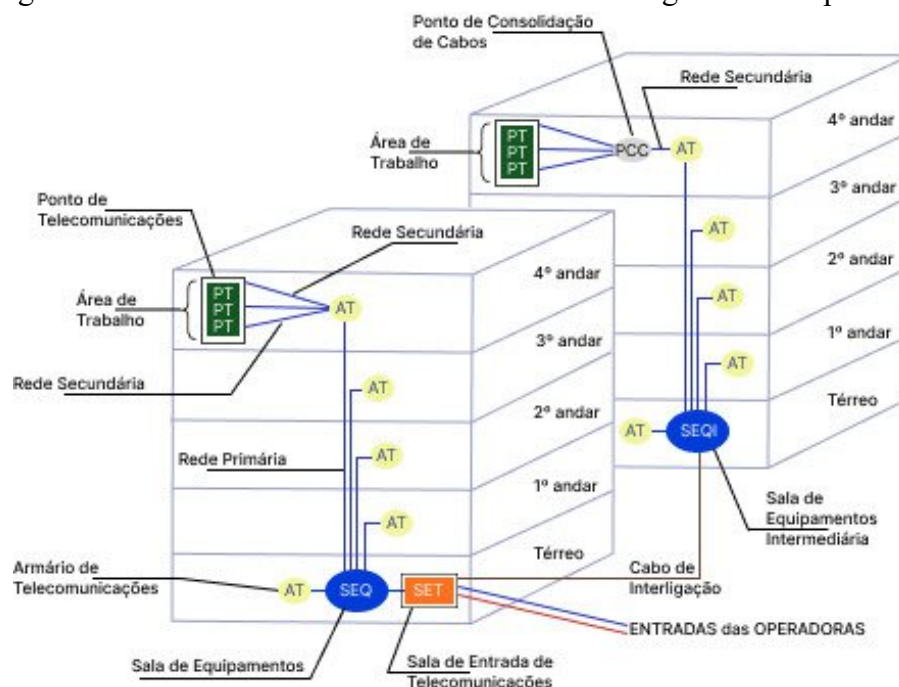 Ponto de Consolidação
de Cabos
Rede Secundária
4º andar
Área de
Trabalho
PT
PT
PT
PCC
AT
3º andar
Ponto de
Telecomunicações
AT
Rede Secundária
2º andar
4º andar
Área de
Trabalho
PT
PT
PT
AT
AT
1º andar
3º andar
AT
Rede Secundária
AT
Térreo
2º andar
AT
SEQI
Rede Primária
AT
1º andar
Sala de
Equipamentos
Intermediária
AT
Térreo
Armário de
Telecomunicações
Cabo de
Interligação
AT
SEQ
SET
ENTRADAS das OPERADORAS
Sala de Equipamentos
Sala de Entrada de
Telecomunicações